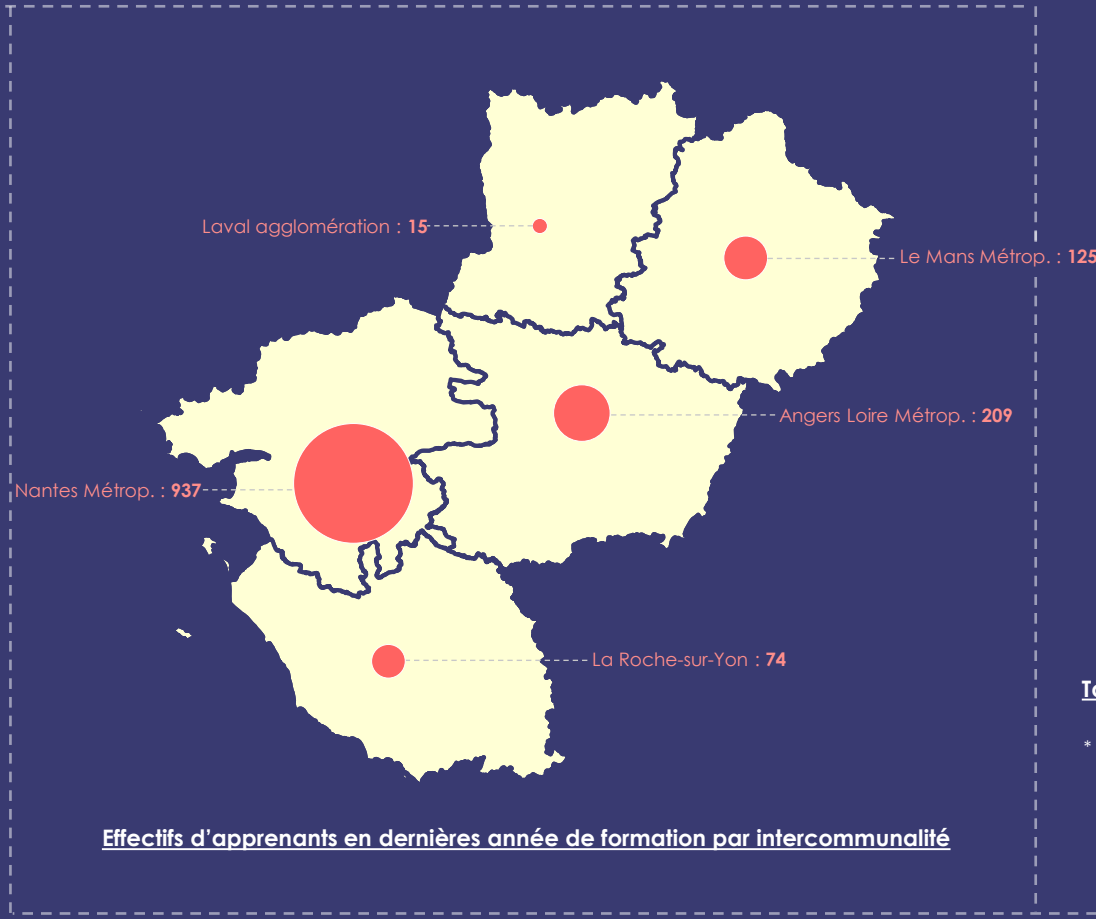 Laval agglomération : 15
Le Mans Métrop. : 125
Angers Loire Métrop. : 209
Nantes Métrop. : 937
La Roche-sur-Yon : 74
*
Effectifs d’apprenants en dernières année de formation par intercommunalité